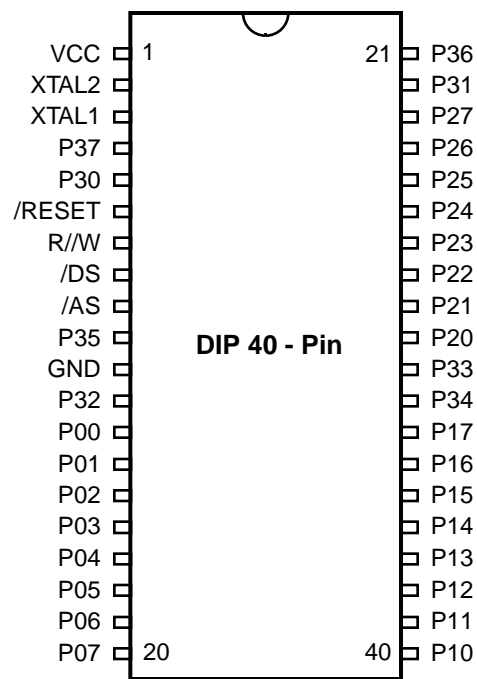 VCC 1 21 P36
XTAL2 P31
XTAL1 P27
P37 P26
P30 P25
/RESET P24
R//W P23
/DS P22
/AS P21
P35 P20
DIP 40 - Pin
GND P33
P32 P34
P00 P17
P01 P16
P02 P15
P03 P14
P04 P13
P05 P12
P06 P11
P07 20 40 P10